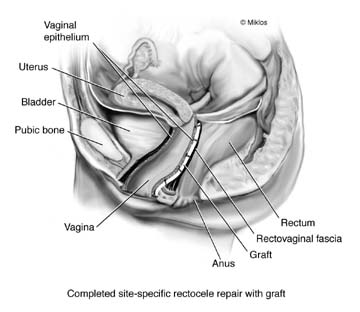 © Miklos
Vaginal
epithelium
Uterus
Bladder
Pubic bone
Vagina
Rectum
Rectovaginal fascia
Graft
Anus
Completed site-specific rectocele repair with graft